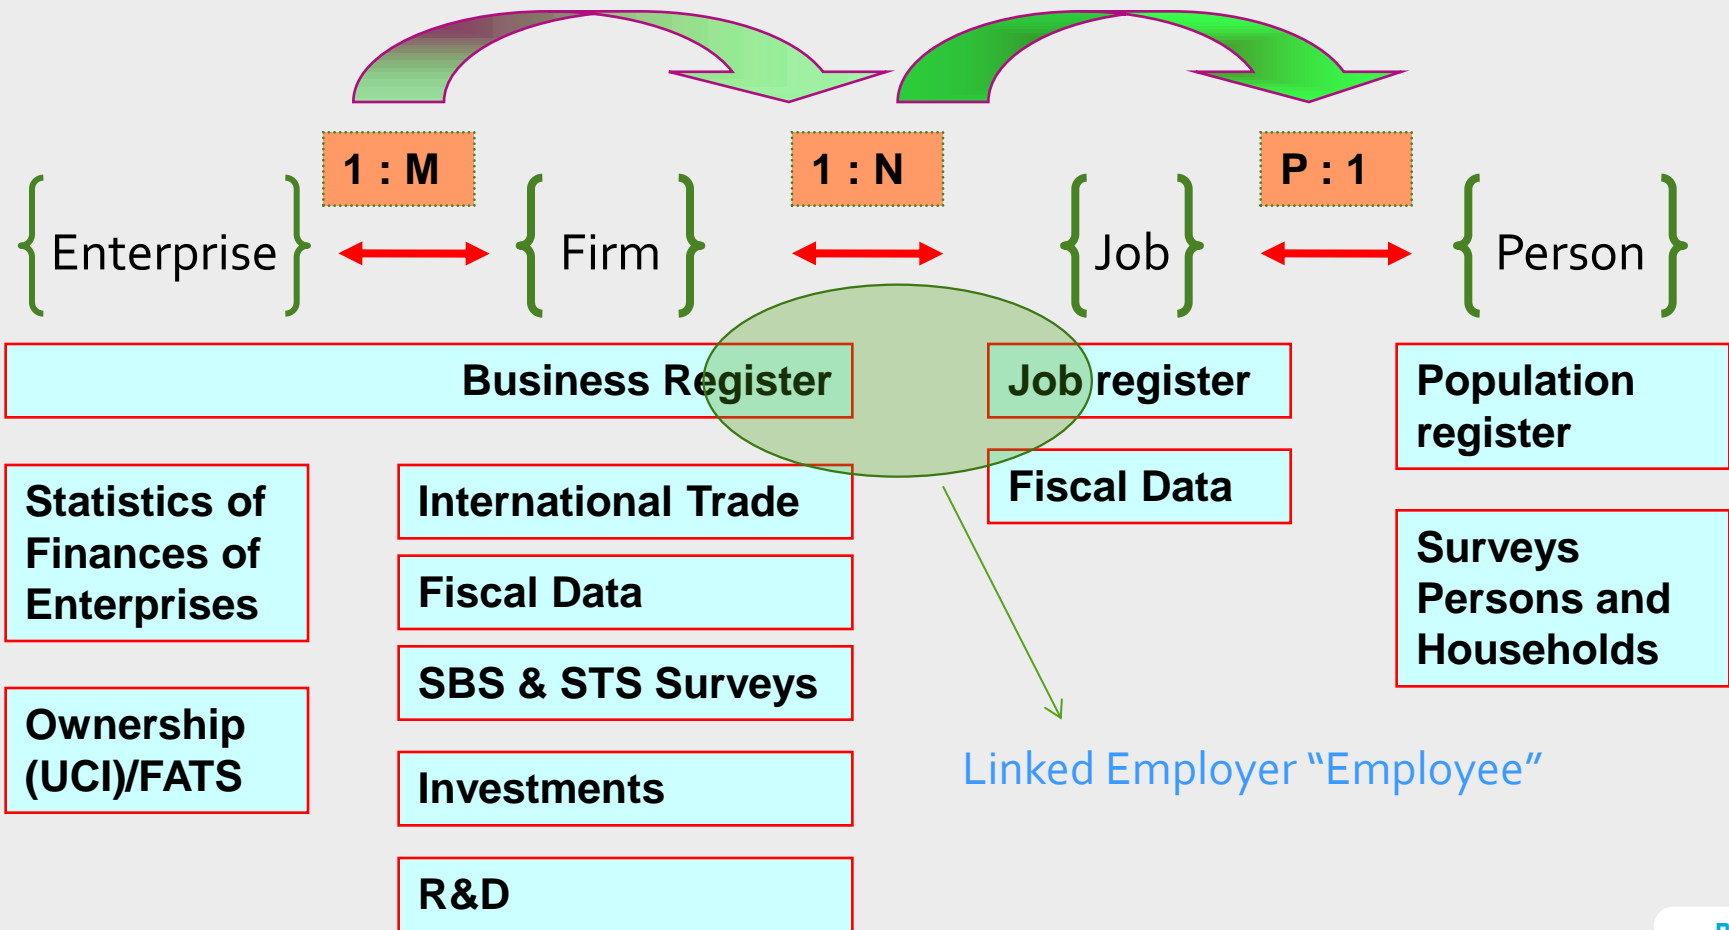 1 : M
1 : N
P : 1
Enterprise
Firm
Job
Person
Business Register
Job register
Population
register
Statistics of
Finances of
Enterprises
Ownership
(UCI)/FATS
International Trade
Fiscal Data
SBS & STS Surveys
Investments
R&D
Fiscal Data
Surveys
Persons and
Households
Linked Employer “Employee”